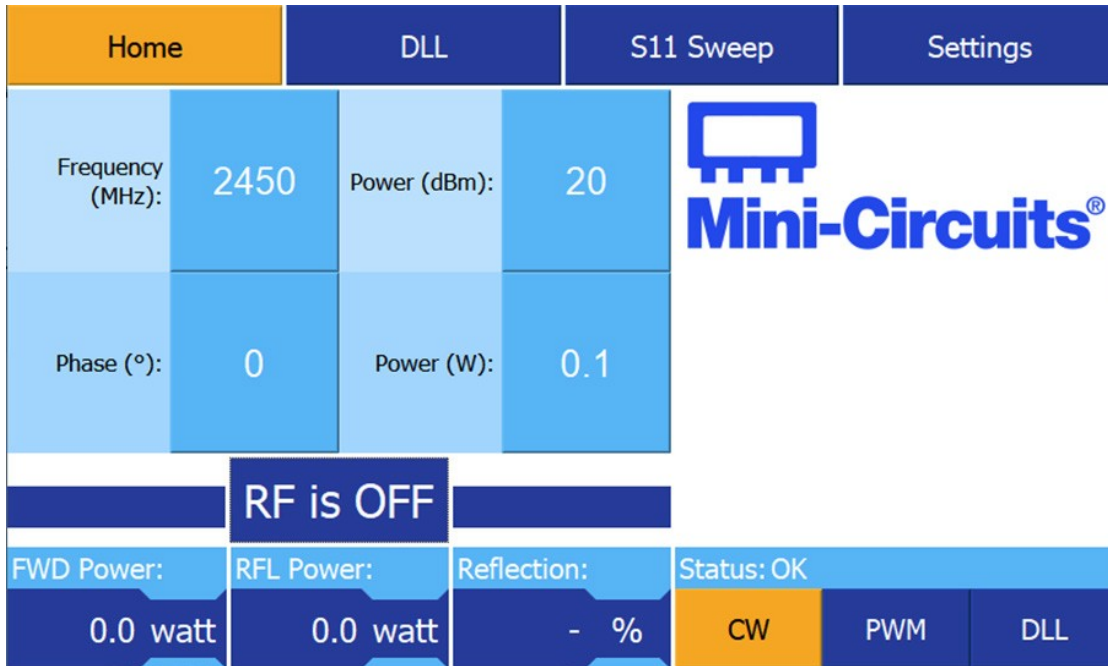 Home DLL S11 Sweep Settings
Frequency (MHz): 2450 Power (dBm): 20
Mini-Circuits®
Phase (°): 0 Power (W): 0.1
RF is OFF
FWD Power: RFL Power: Reflection: Status: OK
0.0 watt 0.0 watt - % CW PWM DLL